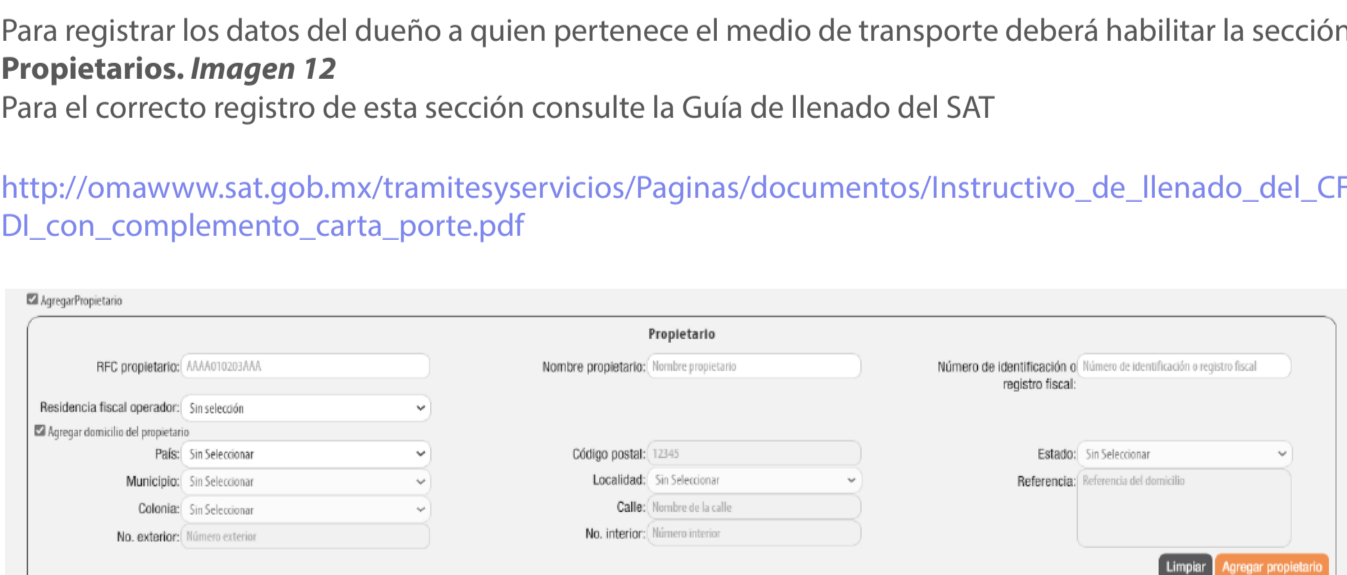 Para registrar los datos del dueño a quien pertenece el medio de transporte deberá habilitar la sección
Propietarios. Imagen 12
Para el correcto registro de esta sección consulte la Guía de llenado del SAT
http://omawww.sat.gob.mx/tramitesyservicios/Paginas/documentos/Instructivo_de_llenado_del_CF
DI_con_complemento_carta_porte.pdf
AgregarPropietario
Propietario
RFC propietario: AAAA010203AAA Nombre propietario: Nombre propietario Número de identificación o Número de identificación o registro fiscal
registro fiscal:
Residencia fiscal operador: Sin selección
Agregar domicilio del propietario
País: Sin Seleccionar Código postal: 12345 Estado: Sin Seleccionar
Municipio: Sin Seleccionar Localidad: Sin Seleccionar Referencia: Referencia del domicilio
Colonia: Sin Seleccionar Calle: Nombre de la calle
No. exterior: Número exterior No. interior: Número interior
Limpiar Agregar propietario